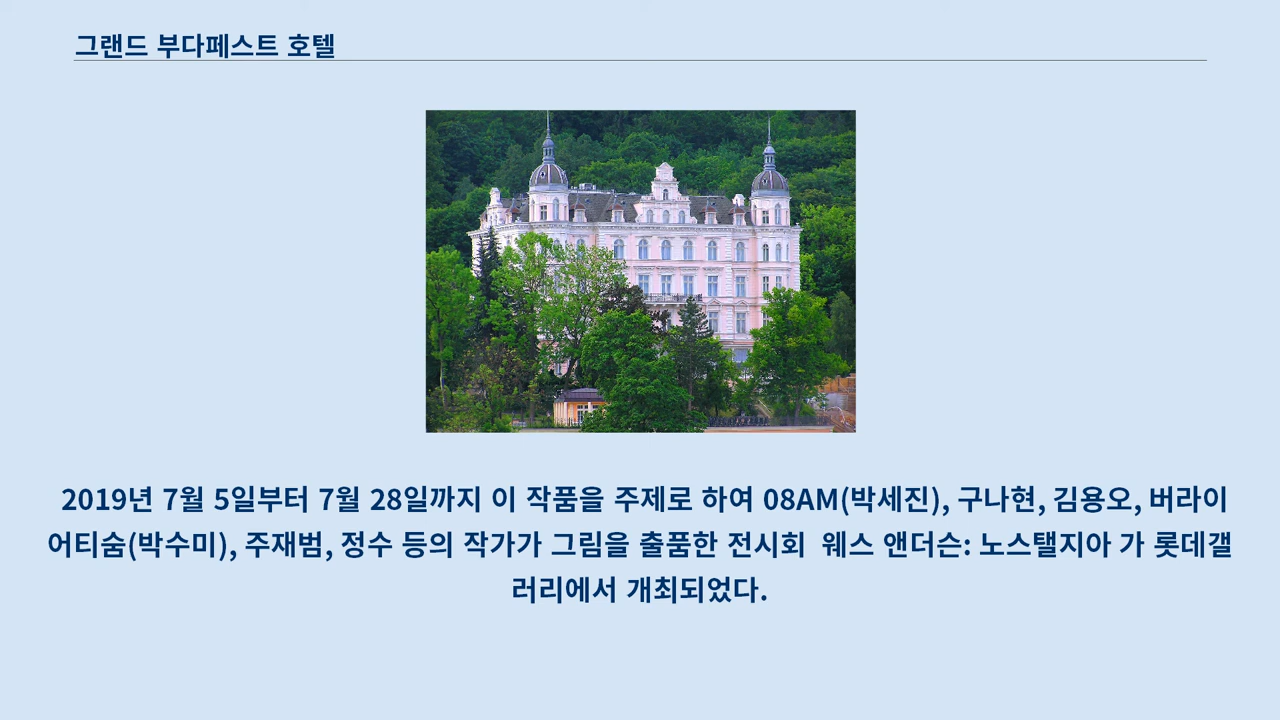 그랜드 부다페스트 호텔
2019년 7월 5일부터 7월 28일까지 이 작품을 주제로 하여 08AM(박세진), 구나현, 김용오, 버라이
어티숨(박수미), 주재범, 정수 등의 작가가 그림을 출품한 전시회  웨스 앤더슨: 노스탤지아 가 롯데갤
러리에서 개최되었다.